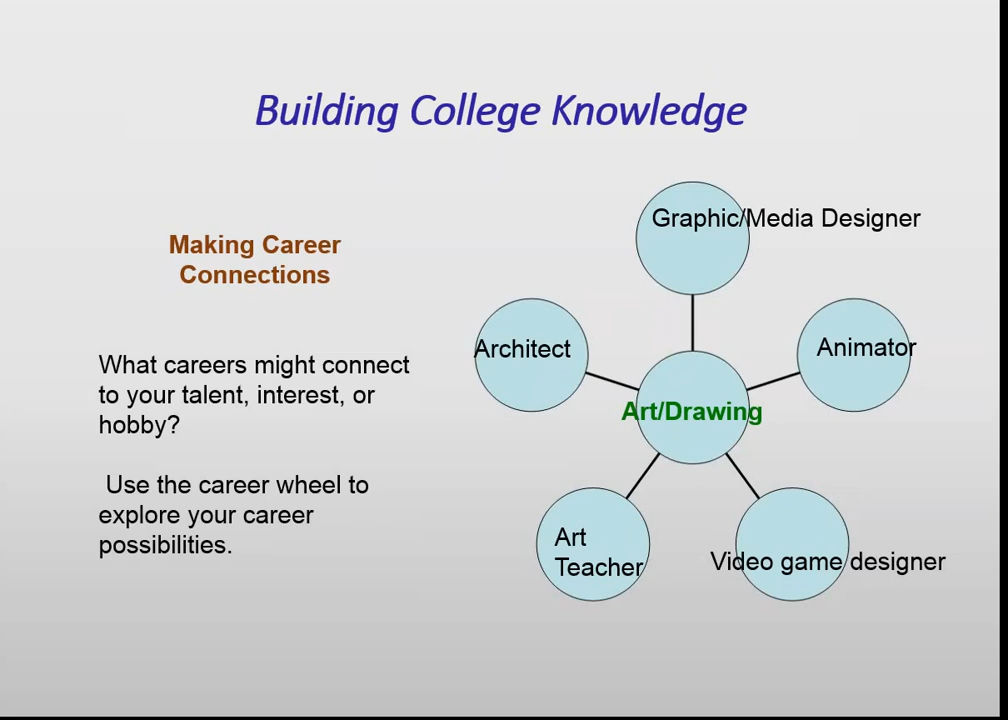 Building College Knowledge
Making Career
Connections
What careers might connect
to your talent, interest, or
hobby?
Use the career wheel to
explore your career
possibilities.
Graphic/Media Designer
Architect
Animator
Art/Drawing
Art
Teacher
Video game designer